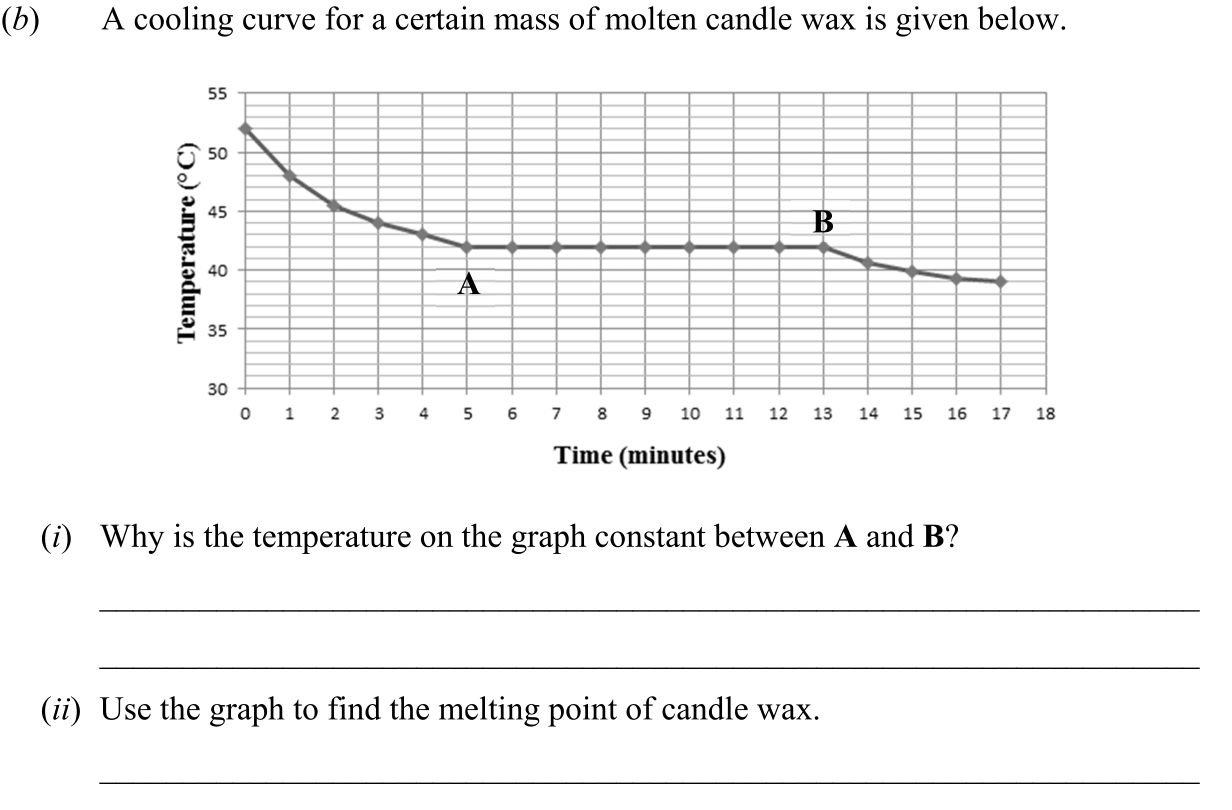 (b) A cooling curve for a certain mass of molten candle wax is given below.
55
50
45
40
35
30
Temperature (°C)
A
B
0 1 2 3 4 5 6 7 8 9 10 11 12 13 14 15 16 17 18
Time (minutes)
(i) Why is the temperature on the graph constant between A and B?
(ii) Use the graph to find the melting point of candle wax.